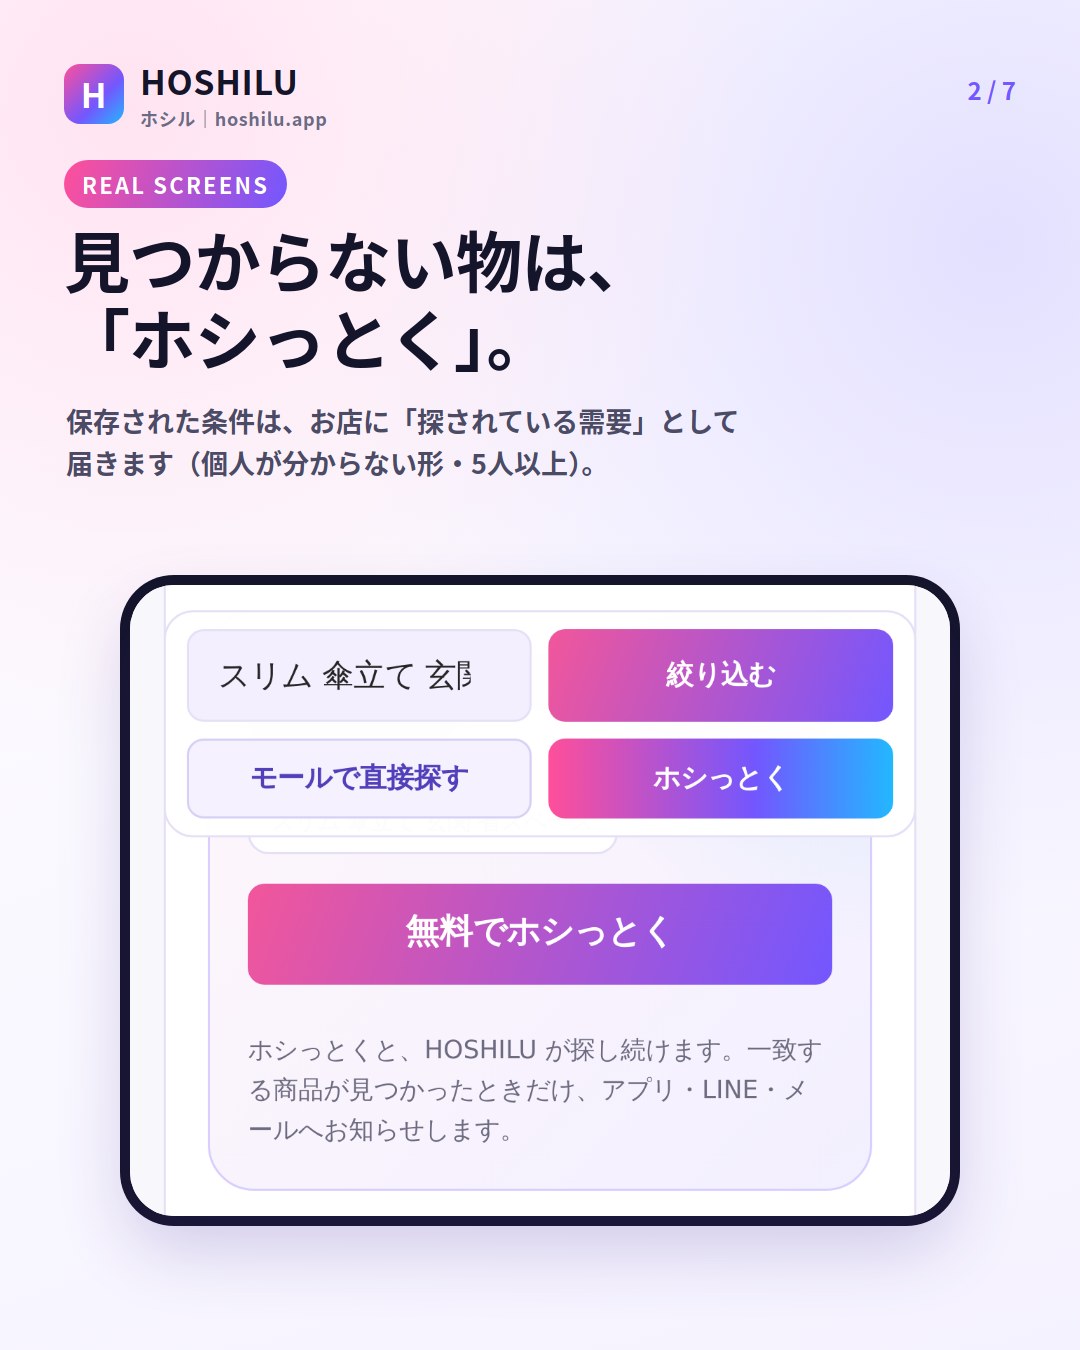 H
HOSHILU
ホシル｜hoshilu.app
2 / 7
REAL SCREENS
見つからない物は、
「ホシっとく」。
保存された条件は、お店に「探されている需要」として
届きます（個人が分からない形・5人以上）。
スリム 傘立て 玄関
絞り込む
モールで直接探す
ホシっとく
無料でホシっとく
ホシっとくと、HOSHILU が探し続けます。一致す
る商品が見つかったときだけ、アプリ・LINE・メ
ールへお知らせします。